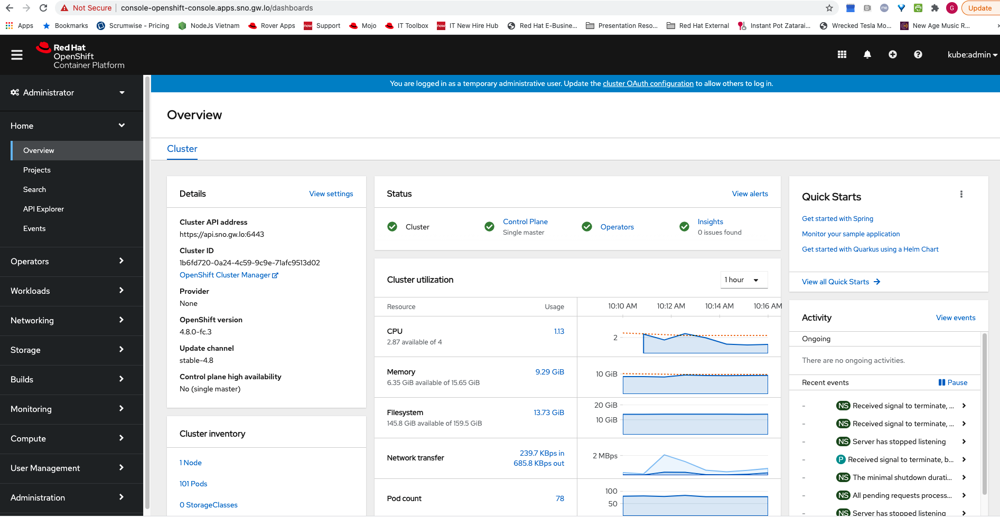 Not Secure
console-openshift-console.apps.sno.gw.lo/dashboards
G
Update
Apps
Bookmarks
Scrumwise - Pricing
NodeJs Vietnam
Rover Apps
now
Support
Mojo
IT Toolbox
now
IT New Hire Hub
Red Hat E-Busine...
Presentation Reso...
Red Hat External
Instant Pot Zatarai...
Wrecked Tesla Mo...
New Age Music R...
Red Hat
OpenShift
Container Platform
kube:admin
You are logged in as a temporary administrative user. Update the cluster OAuth configuration to allow others to log in.
Administrator
Home
Overview
Projects
Search
API Explorer
Events
Operators
Workloads
Networking
Storage
Builds
Monitoring
Compute
User Management
Administration
Overview
Cluster
Details
View settings
Cluster API address
https://api.sno.gw.lo:6443
Cluster ID
1b6fd720-0a24-4c59-9c9e-71afc9513d02
OpenShift Cluster Manager
Provider
None
OpenShift version
4.8.0-fc.3
Update channel
stable-4.8
Control plane high availability
No (single master)
Cluster inventory
1 Node
101 Pods
0 StorageClasses
Status
View alerts
Cluster
Control Plane
Single master
Operators
Insights
0 issues found
Cluster utilization
1 hour
Resource
Usage
10:10 AM
10:12 AM
10:14 AM
10:16 AM
CPU
1.13
2.87 available of 4
2
Memory
9.29 GiB
6.35 GiB available of 15.65 GiB
10 GiB
Filesystem
13.73 GiB
145.8 GiB available of 159.5 GiB
20 GiB
10 GiB
Network transfer
239.7 KBps in
685.8 KBps out
2 MBps
Pod count
78
100
50
Quick Starts
Get started with Spring
Monitor your sample application
Get started with Quarkus using a Helm Chart
View all Quick Starts
Activity
View events
Ongoing
There are no ongoing activities.
Recent events
Pause
- NS Received signal to terminate, ...
- NS Received signal to terminate, ...
- NS Server has stopped listening
- P Received signal to terminate, b...
- NS The minimal shutdown durati...
- NS All pending requests process...
- NS Server has stopped listening